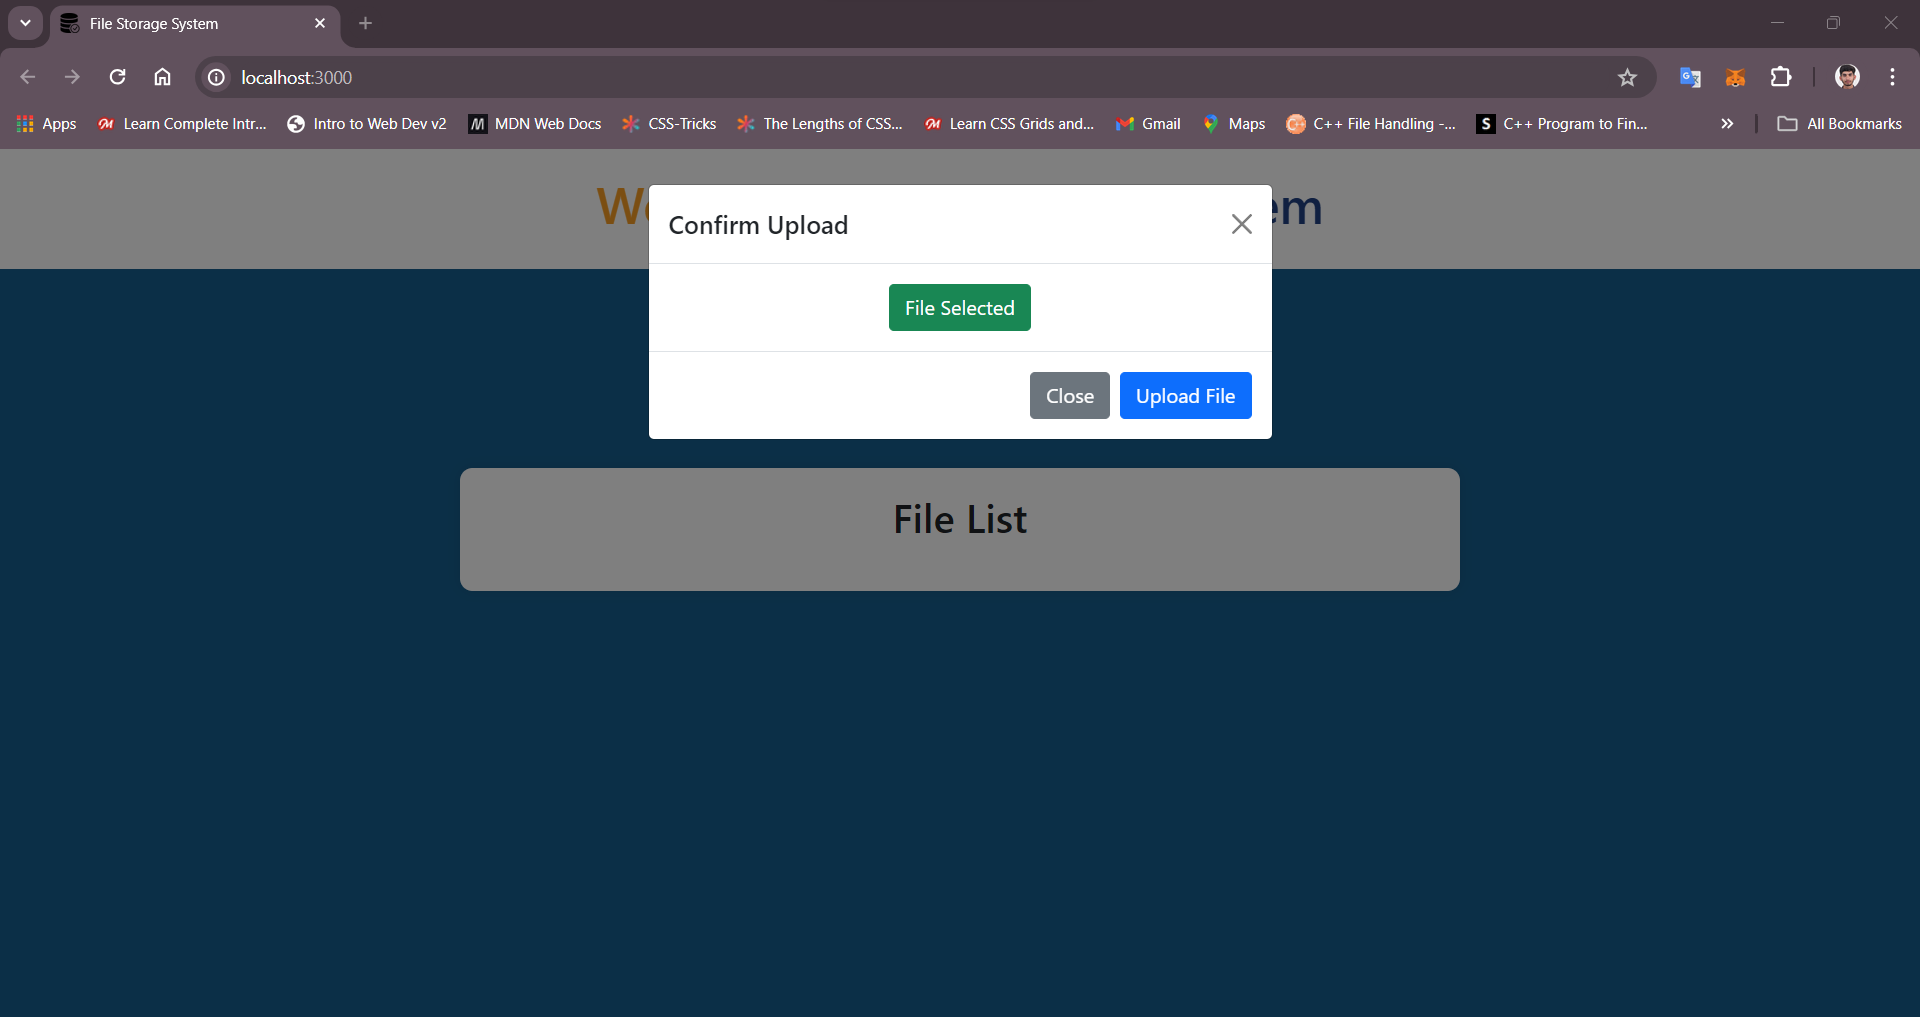 File Storage System
localhost:3000
Apps
Learn Complete Intr...
Intro to Web Dev v2
MDN Web Docs
CSS-Tricks
The Lengths of CSS...
Learn CSS Grids and...
Gmail
Maps
C++ File Handling -...
C++ Program to Fin...
All Bookmarks
Confirm Upload
File Selected
Close
Upload File
File List